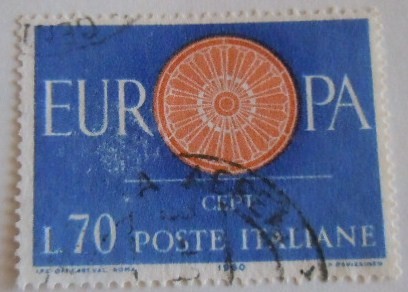 EUROPA
CEPT
L.70 POSTE ITALIANE
1960